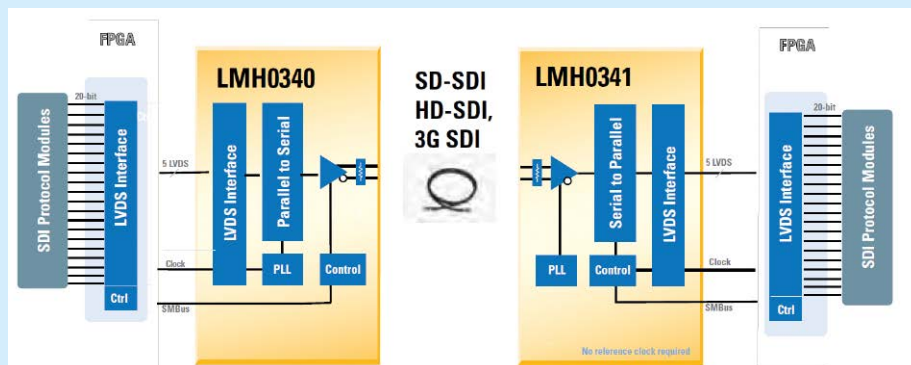 FPGA
SDI Protocol Modules
20-bit
LVDS Interface
Ctrl
5 LVDS
Clock
SMBus
LMH0340
LVDS Interface
Parallel to Serial
PLL
Control
SD-SDI
HD-SDI,
3G SDI
LMH0341
PLL
Serial to Parallel
Control
LVDS Interface
No reference clock required
5 LVDS
Clock
SMBus
FPGA
20-bit
LVDS Interface
Ctrl
SDI Protocol Modules